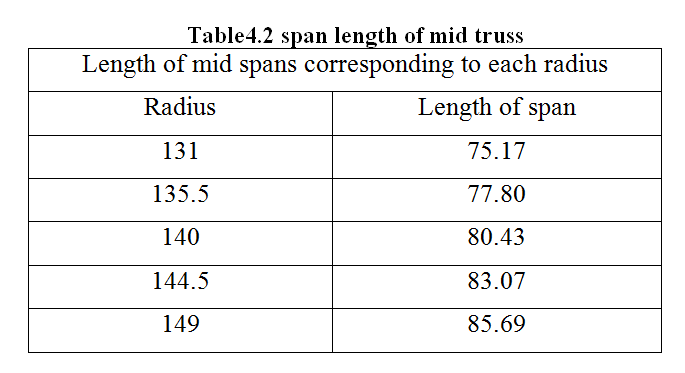 Table4.2 span length of mid truss
Length of mid spans corresponding to each radius
Radius Length of span
131 75.17
135.5 77.80
140 80.43
144.5 83.07
149 85.69